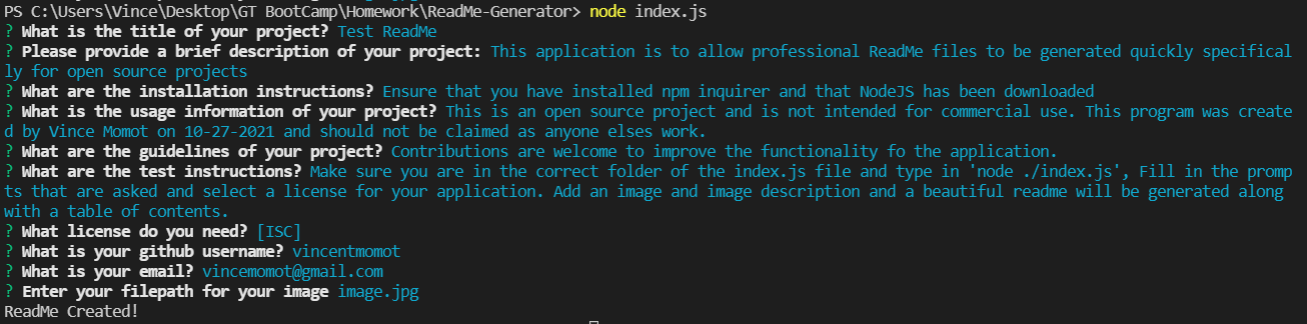 PS C:\Users\Vince\Desktop\GT BootCamp\Homework\ReadMe-Generator> node index.js
? What is the title of your project? Test ReadMe
? Please provide a brief description of your project: This application is to allow professional ReadMe files to be generated quickly specifical
ly for open source projects
? What are the installation instructions? Ensure that you have installed npm inquirer and that NodeJS has been downloaded
? What is the usage information of your project? This is an open source project and is not intended for commercial use. This program was create
d by Vince Momot on 10-27-2021 and should not be claimed as anyone elses work.
? What are the guidelines of your project? Contributions are welcome to improve the functionality fo the application.
? What are the test instructions? Make sure you are in the correct folder of the index.js file and type in 'node ./index.js', Fill in the promp
ts that are asked and select a license for your application. Add an image and image description and a beautiful readme will be generated along
with a table of contents.
? What license do you need? [ISC]
? What is your github username? vincentmomot
? What is your email? vincemomot@gmail.com
? Enter your filepath for your image image.jpg
ReadMe Created!